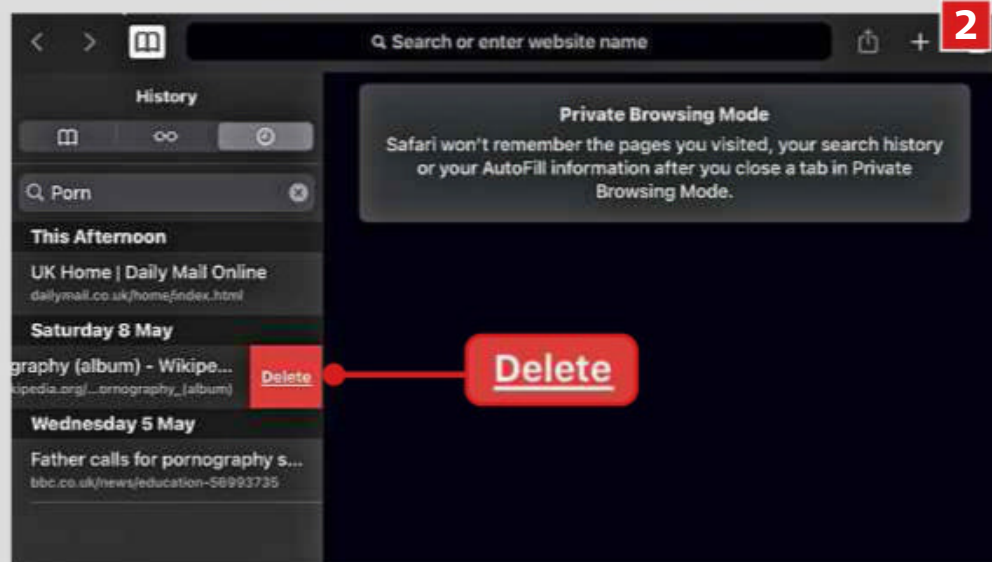 2
Search or enter website name
History
Private Browsing Mode
Safari won't remember the pages you visited, your search history
or your AutoFill information after you close a tab in Private
Browsing Mode.
Porn
This Afternoon
UK Home | Daily Mail Online
dailymail.co.uk/home/index.html
Saturday 8 May
graphy (album) - Wikipe...
Delete
kipedia.org/...ornography_(album)
Delete
Wednesday 5 May
Father calls for pornography s...
bbc.co.uk/news/education-56993735